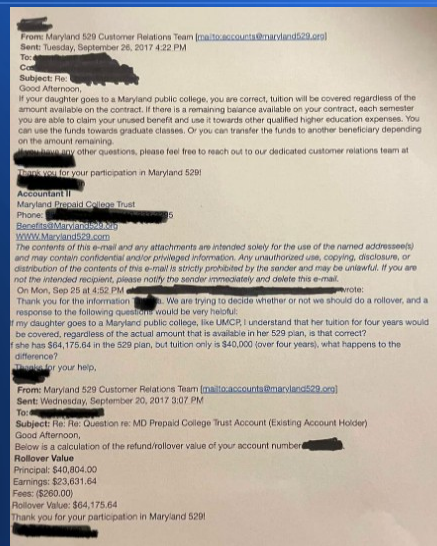 From: Maryland 529 Customer Relations Team [mailto:accounts@maryland529.org]
Sent: Tuesday, September 26, 2017 4:22 PM
To:
Subject: Re:
Good Afternoon,
If your daughter goes to a Maryland public college, you are correct, tuition will be covered regardless of the
amount available on the contract. If there is a remaining balance available on your contract, each semester
you are able to claim your unused benefit and use it towards other qualified higher education expenses. You
can use the funds towards graduate classes. Or you can transfer the funds to another beneficiary depending
on the amount remaining.
If you have any other questions, please feel free to reach out to our dedicated customer relations team at
Thank you for your participation in Maryland 529!
Accountant II
Maryland Prepaid College Trust
Phone: 5
Benefits@Maryland529.org
WWW.Maryland529.com
The contents of this e-mail and any attachments are intended solely for the use of the named addressee(s)
and may contain confidential and/or privileged information. Any unauthorized use, copying, disclosure, or
distribution of the contents of this e-mail is strictly prohibited by the sender and may be unlawful. If you are
not the intended recipient, please notify the sender immediately and delete this e-mail.
On Mon, Sep 25 at 4:52 PM wrote:
Thank you for the information. We are trying to decide whether or not we should do a rollover, and a
response to the following questions would be very helpful:
If my daughter goes to a Maryland public college, like UMCP, I understand that her tuition for four years would
be covered, regardless of the actual amount that is available in her 529 plan, is that correct?
If she has $64,175.64 in the 529 plan, but tuition only is $40,000 (over four years), what happens to the
difference?
Thanks for your help,
From: Maryland 529 Customer Relations Team [mailto:accounts@maryland529.org]
Sent: Wednesday, September 20, 2017 3:07 PM
To:
Subject: Re: Re: Question re: MD Prepaid College Trust Account (Existing Account Holder)
Good Afternoon,
Below is a calculation of the refund/rollover value of your account number
Rollover Value
Principal: $40,804.00
Earnings: $23,631.64
Fees: ($260.00)
Rollover Value: $64,175.64
Thank you for your participation in Maryland 529!